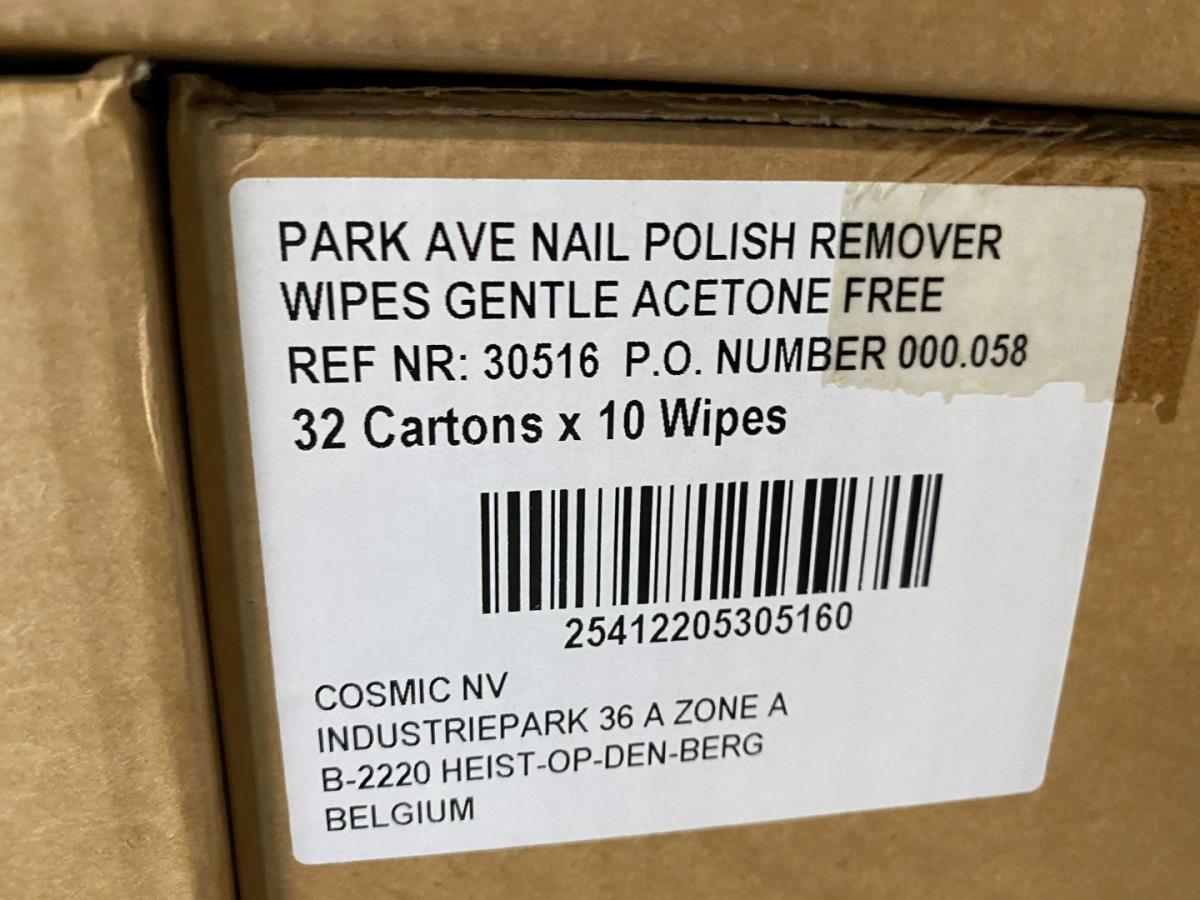 PARK AVE NAIL POLISH REMOVER
WIPES GENTLE ACETONE FREE
REF NR: 30516 P.O. NUMBER 000.058
32 Cartons x 10 Wipes
25412205305160
COSMIC NV
INDUSTRIEPARK 36 A ZONE A
B-2220 HEIST-OP-DEN-BERG
BELGIUM